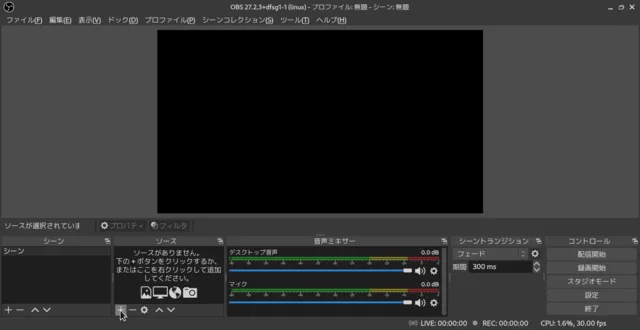 OBS 27.2.3+dfsg1-1 (linux) - プロファイル: 無題 - シーン: 無題
ファイル(F) 編集(E) 表示(V) ドック(D) プロファイル(P) シーンコレクション(S) ツール(T) ヘルプ(H)
ソースが選択されていま プロパティ フィルタ
シーン ソース 音声ミキサー シーントランジション コントロール
シーン
ソースがありません。
下の + ボタンをクリックするか、
またはここを右クリックして追加
してください。
デスクトップ音声 0.0 dB
マイク 0.0 dB
フェード
期間 300 ms
配信開始
録画開始
スタジオモード
設定
終了
LIVE: 00:00:00 REC: 00:00:00 CPU: 1.6%, 30.00 fps